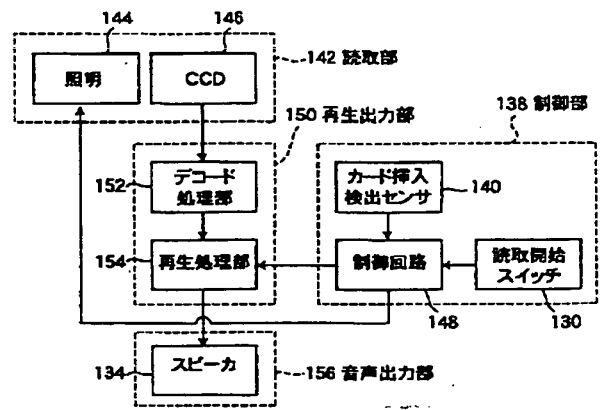 144
146
照明
CCD
142 読取部
150 再生出力部
138 制御部
152
デコード
処理部
カード挿入
検出センサ
140
154
再生処理部
制御回路
読取開始
スイッチ
148
130
134
スピーカ
156 音声出力部